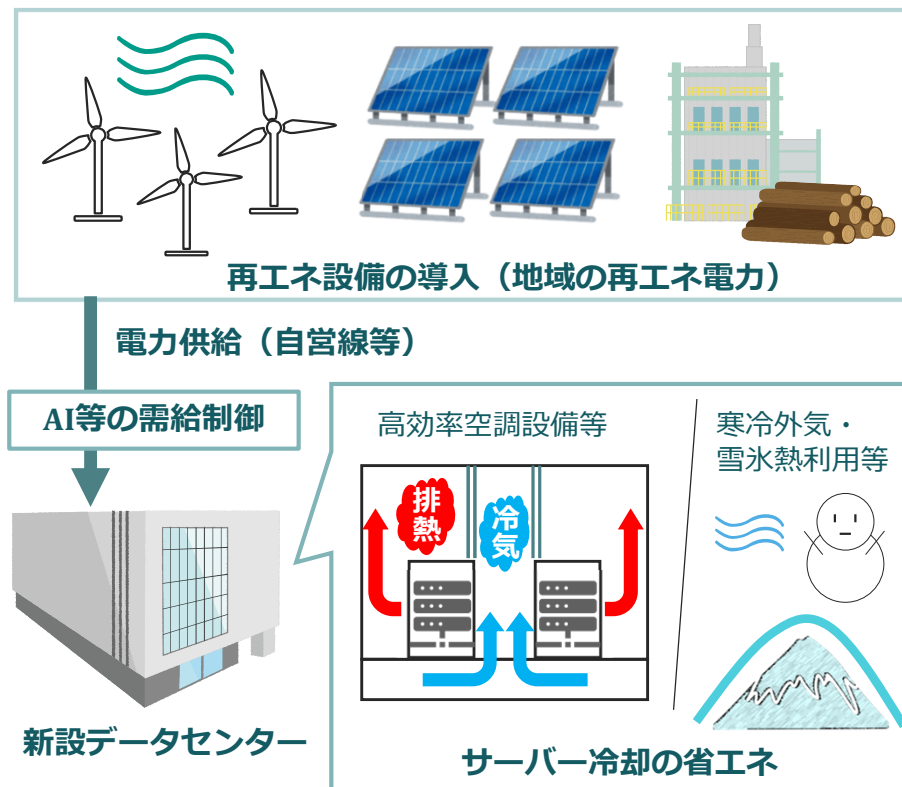 再エネ設備の導入（地域の再エネ電力）
電力供給（自営線等）
AI等の需給制御
新設データセンター
高効率空調設備等
排熱
冷気
寒冷外気・
雪氷熱利用等
サーバー冷却の省エネ